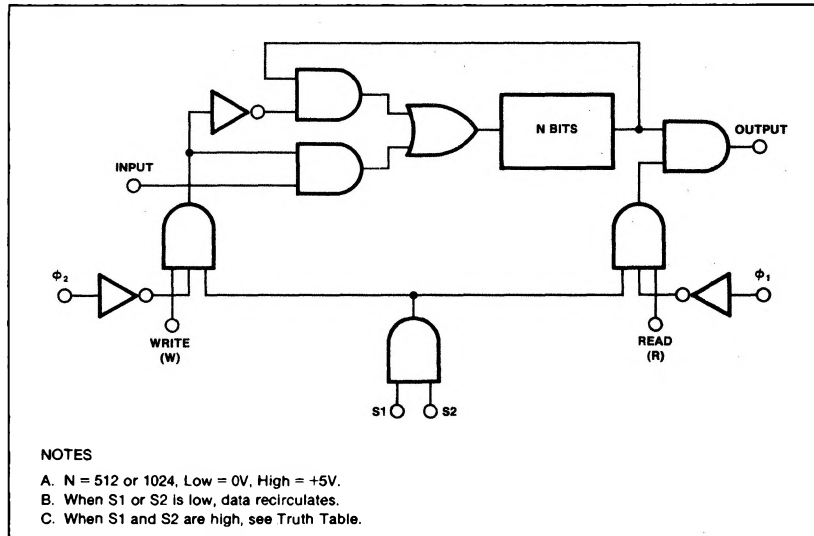 N BITS
OUTPUT
INPUT
ϕ2
ϕ1
WRITE
(W)
READ
(R)
S1
S2
NOTES
A. N = 512 or 1024, Low = 0V, High = +5V.
B. When S1 or S2 is low, data recirculates.
C. When S1 and S2 are high, see Truth Table.